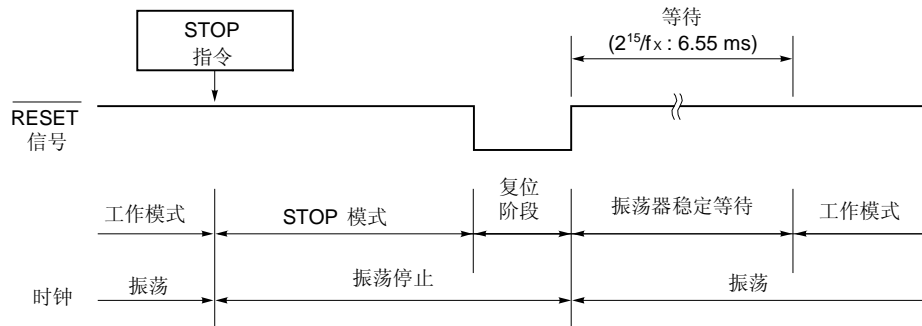 STOP
指令
等待
(2¹⁵/fx : 6.55 ms)
RESET
信号
工作模式
STOP 模式
复位
阶段
振荡器稳定等待
工作模式
时钟
振荡
振荡停止
振荡